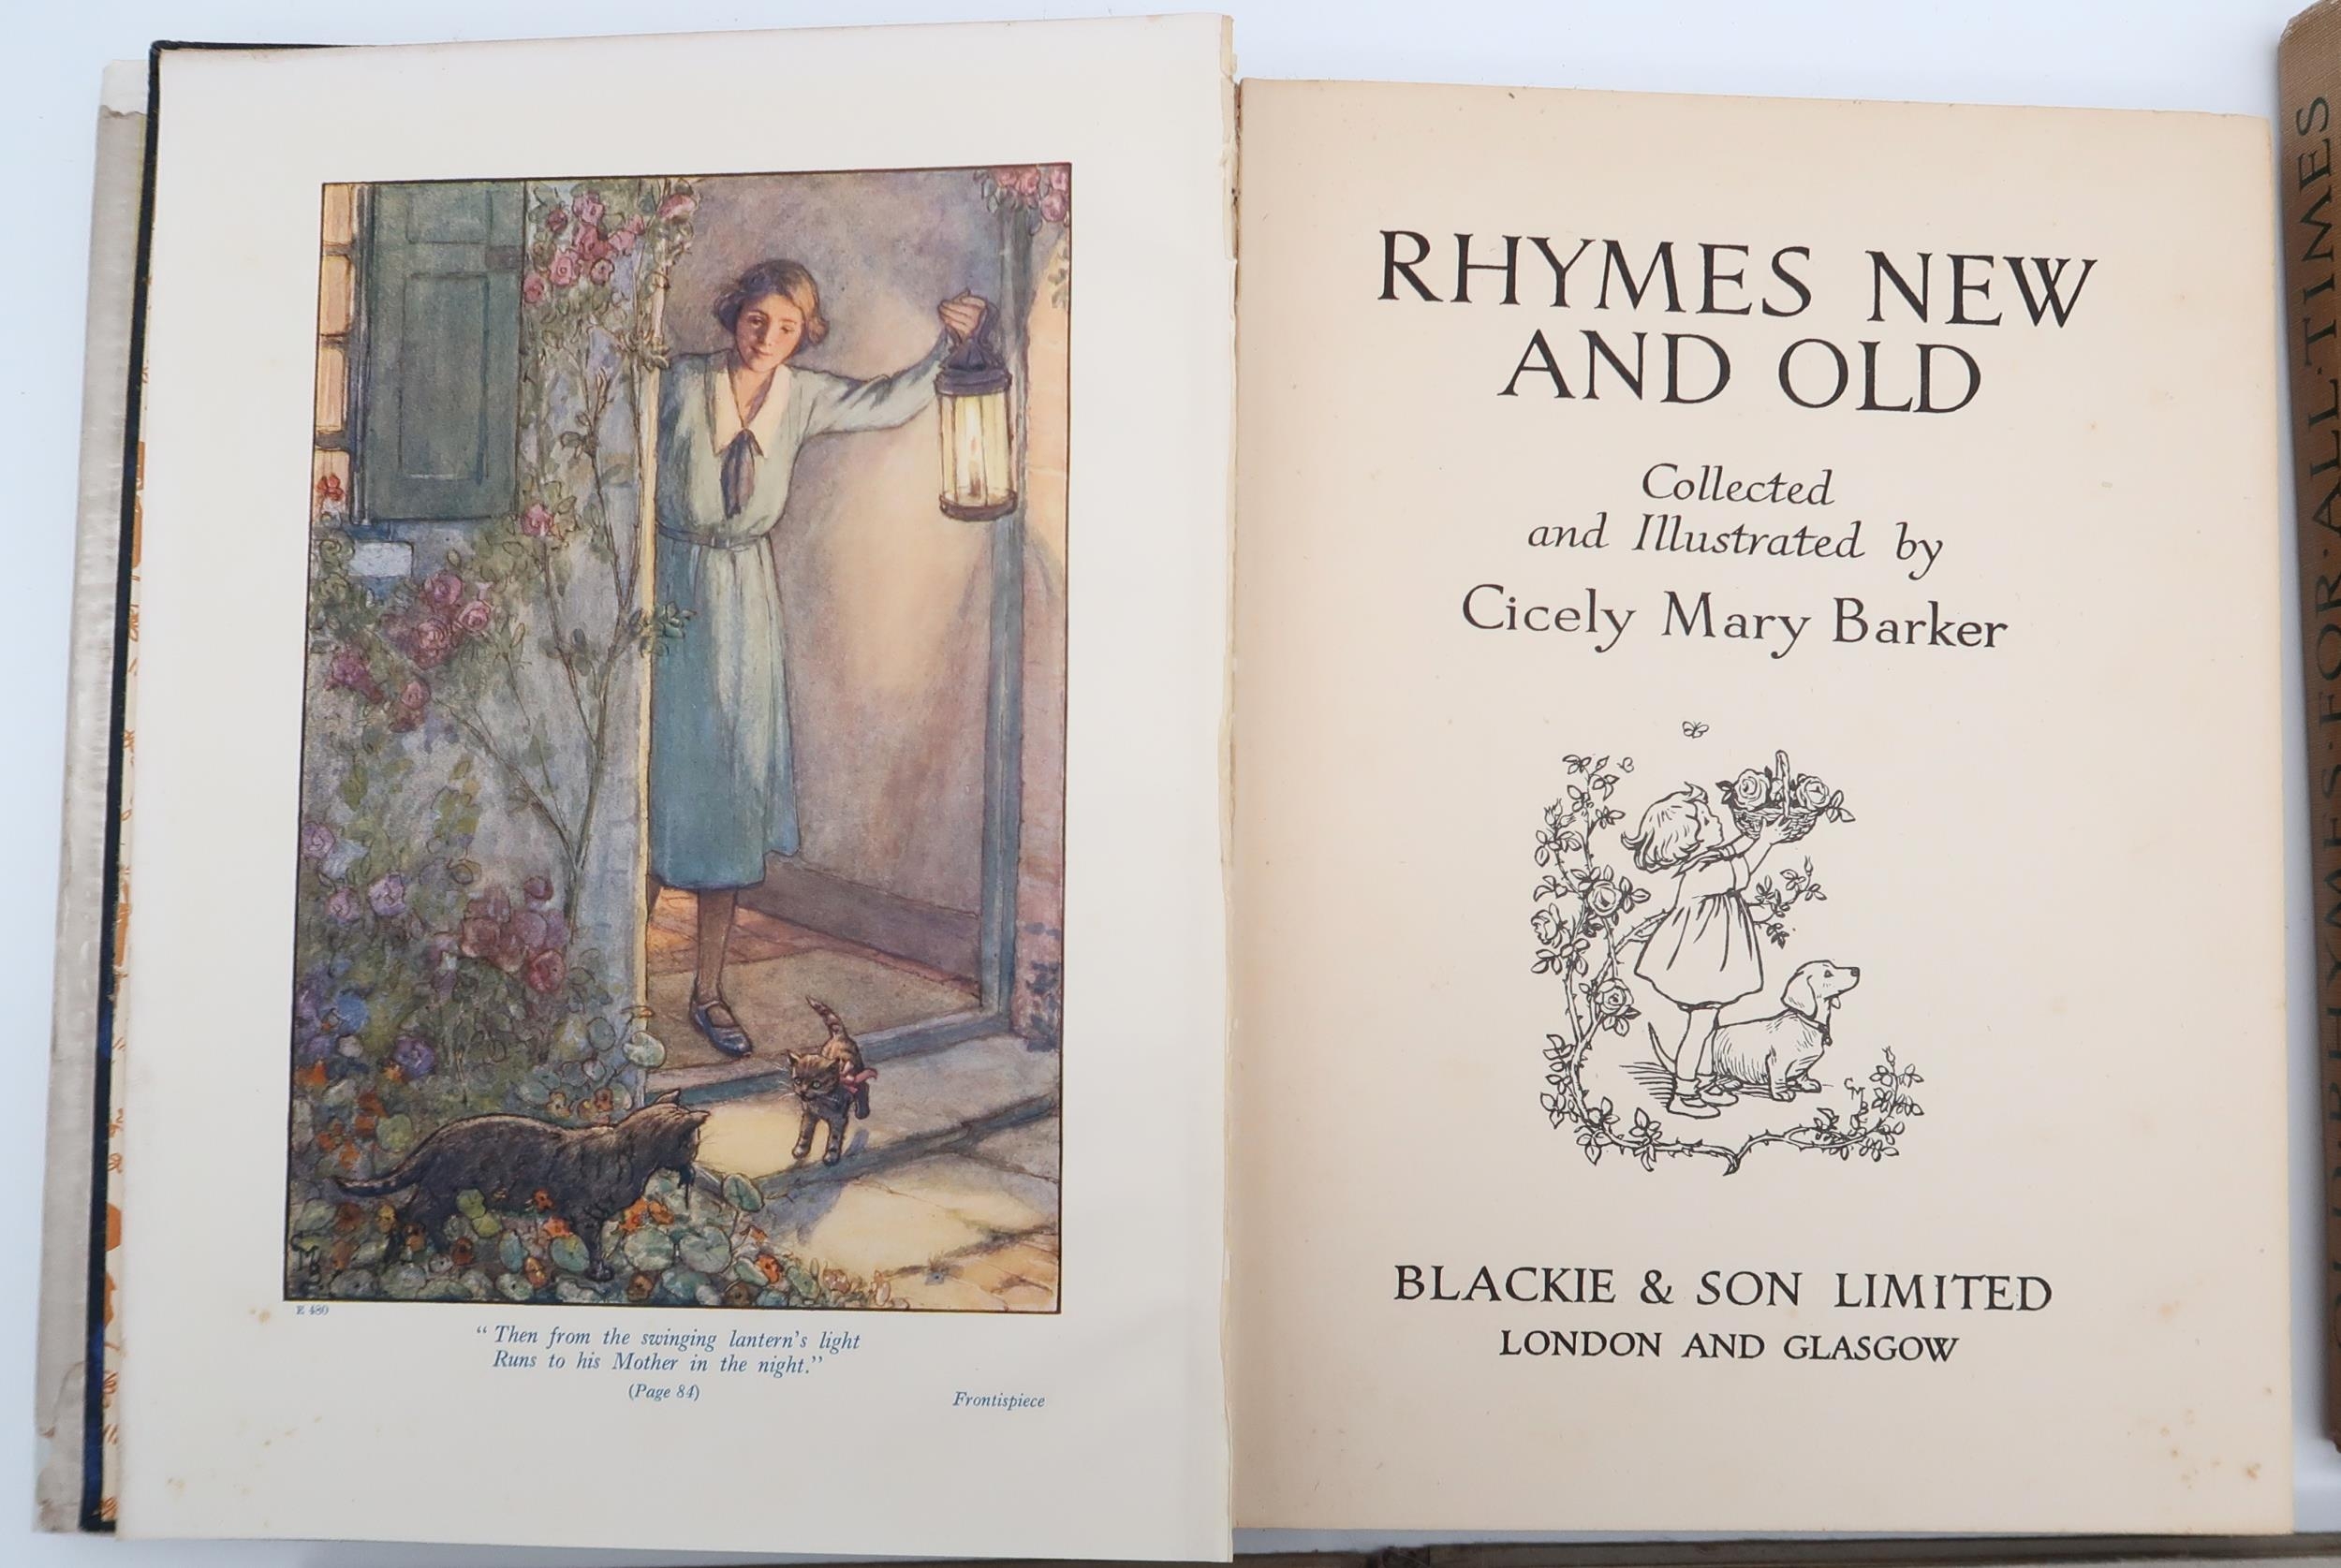 E 480
"Then from the swinging lantern's light
Runs to his Mother in the night."
(Page 84)
Frontispiece
RHYMES NEW
AND OLD
Collected
and Illustrated by
Cicely Mary Barker
CMB
BLACKIE & SON LIMITED
LONDON AND GLASGOW
RHYMES·FOR·ALL·TIMES